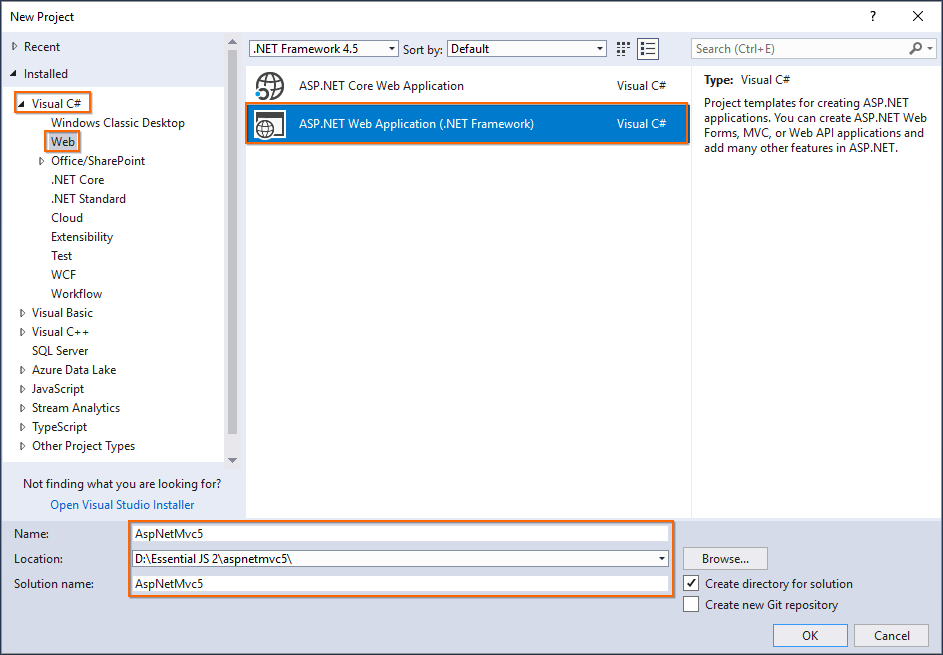 New Project
?
Recent
Installed
Visual C#
Windows Classic Desktop
Web
Office/SharePoint
.NET Core
.NET Standard
Cloud
Extensibility
Test
WCF
Workflow
Visual Basic
Visual C++
SQL Server
Azure Data Lake
JavaScript
Stream Analytics
TypeScript
Other Project Types
Not finding what you are looking for?
Open Visual Studio Installer
.NET Framework 4.5 Sort by: Default
ASP.NET Core Web Application Visual C#
ASP.NET Web Application (.NET Framework) Visual C#
Search (Ctrl+E)
Type: Visual C#
Project templates for creating ASP.NET
applications. You can create ASP.NET Web
Forms, MVC, or Web API applications and
add many other features in ASP.NET.
Name: AspNetMvc5
Location: D:\Essential JS 2\aspnetmvc5\
Browse...
Solution name: AspNetMvc5
Create directory for solution
Create new Git repository
OK Cancel